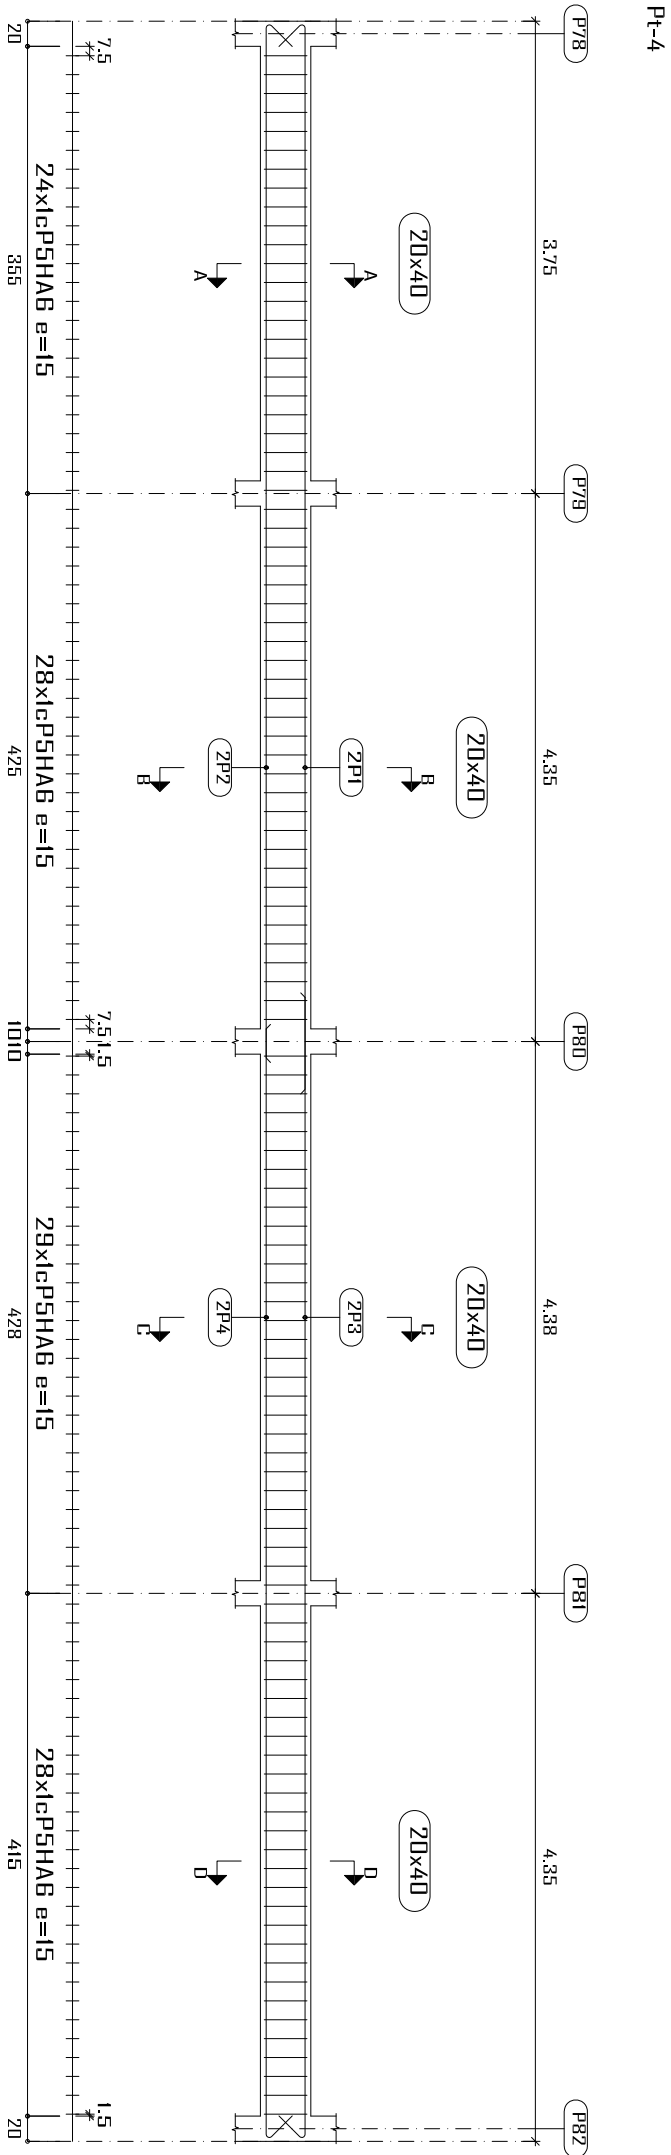 Pt-4
P78
P79
P80
P81
P82
3.75
4.35
4.38
4.35
20x40
20x40
20x40
20x40
A
B
C
D
2P1
2P3
2P2
2P4
A
B
C
D
7.5
7.5
1.5
1.5
24x1cP5HA6 e=15
28x1cP5HA6 e=15
29x1cP5HA6 e=15
28x1cP5HA6 e=15
20
355
425
10
10
428
415
20